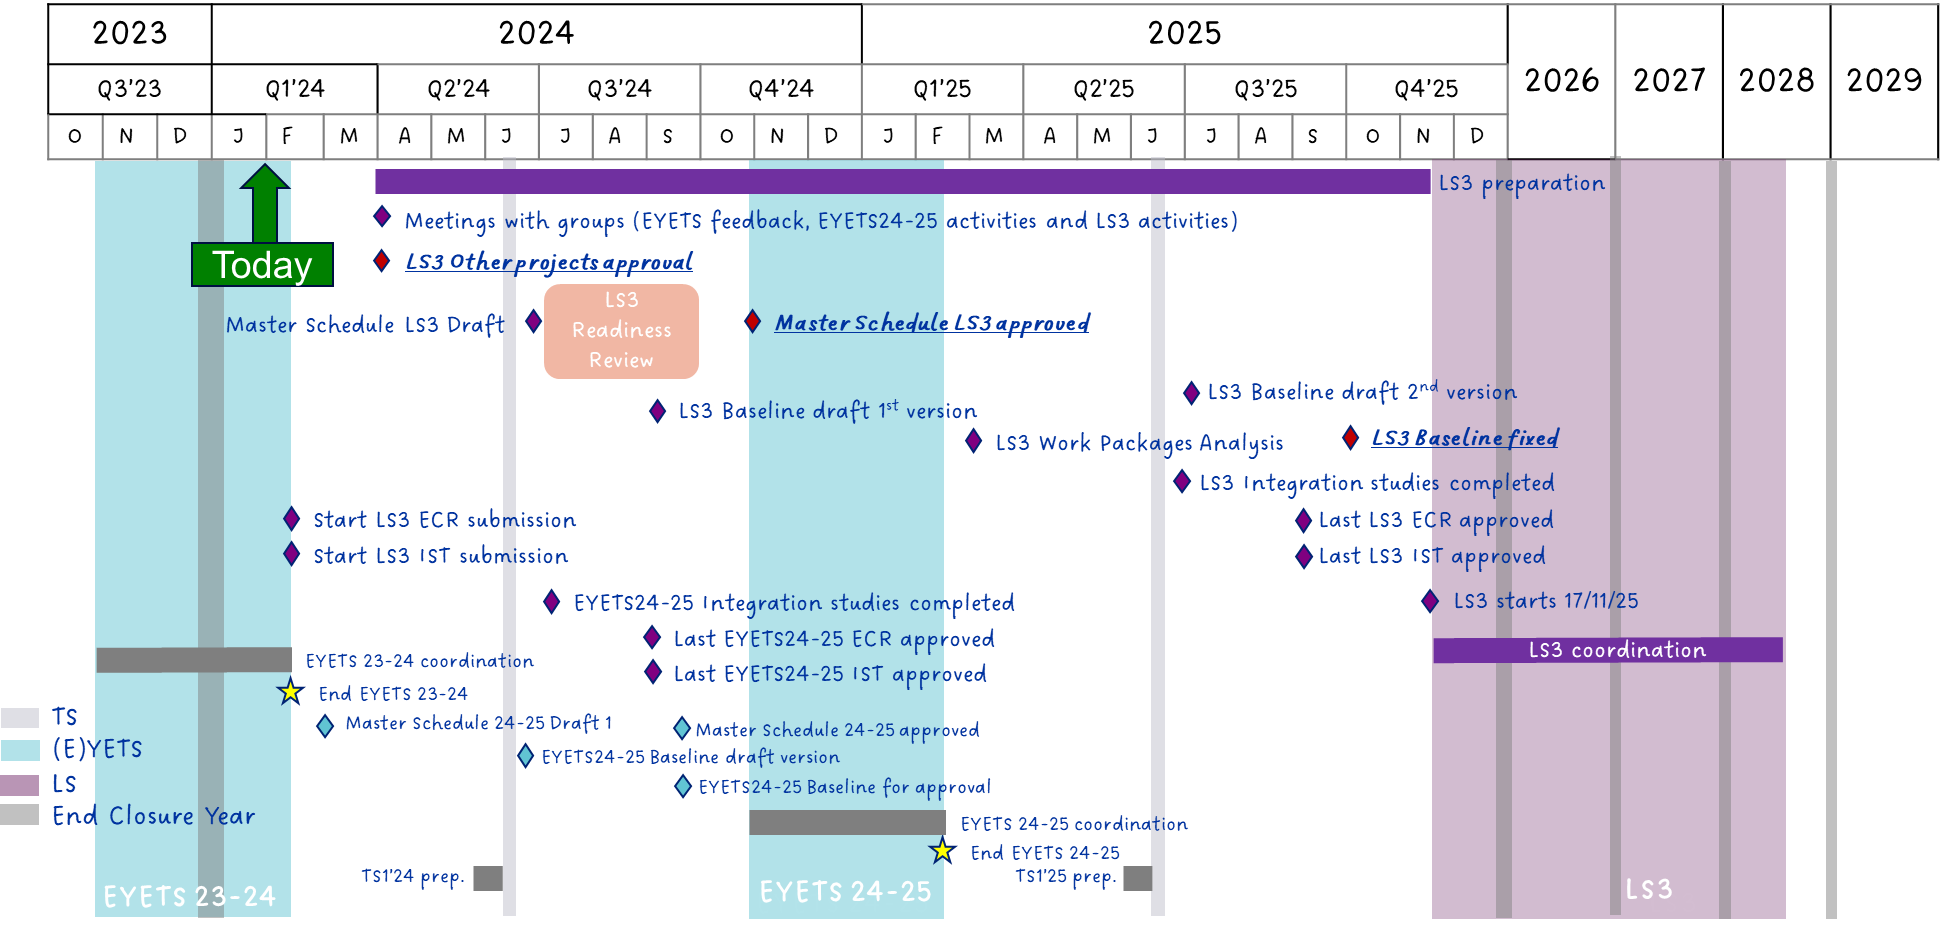 2023 2024 2025 2026 2027 2028 2029
Q3'23 Q1'24 Q2'24 Q3'24 Q4'24 Q1'25 Q2'25 Q3'25 Q4'25
O N D J F M A M J J A S O N D J F M A M J J A S O N D
LS3 preparation
Meetings with groups (EYETS feedback, EYETS24-25 activities and LS3 activities)
Today
LS3 Other projects approval
Master Schedule LS3 Draft
LS3
Readiness
Review
Master Schedule LS3 approved
LS3 Baseline draft 2nd version
LS3 Baseline draft 1st version
LS3 Work Packages Analysis
LS3 Baseline fixed
LS3 Integration studies completed
Start LS3 ECR submission
Last LS3 ECR approved
Start LS3 IST submission
Last LS3 IST approved
EYETS24-25 Integration studies completed
LS3 starts 17/11/25
Last EYETS24-25 ECR approved
LS3 coordination
EYETS 23-24 coordination
Last EYETS24-25 IST approved
End EYETS 23-24
TS
Master Schedule 24-25 Draft 1
Master Schedule 24-25 approved
(E)YETS
EYETS24-25 Baseline draft version
LS
EYETS24-25 Baseline for approval
End Closure Year
EYETS 24-25 coordination
End EYETS 24-25
TS1'24 prep.
TS1'25 prep.
EYETS 23-24
EYETS 24-25
LS3